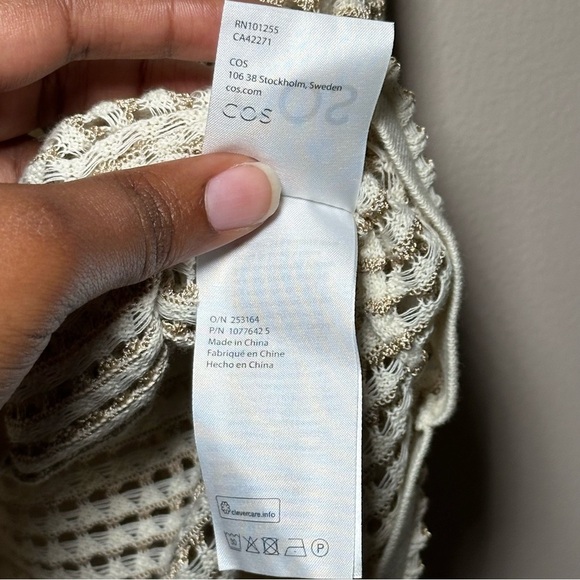 RN101255
CA42271
COS
106 38 Stockholm, Sweden
cos.com
COS
O/N 253164
P/N 1077642 5
Made in China
Fabriqué en Chine
Hecho en China
clevercare.info
30
P